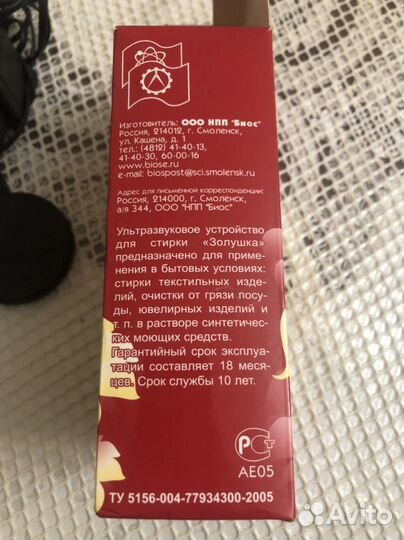 Изготовитель: ООО НПП "Биос"
Россия, 214012, г. Смоленск,
ул. Кашена, д. 1
тел.: (4812) 41-40-13,
41-40-30, 60-00-16
www.biose.ru
e-mail: biospost@sci.smolensk.ru
Адрес для письменной корреспонденции:
Россия, 214000, г. Смоленск,
а/я 344, ООО "НПП "Биос"
Ультразвуковое устройство
для стирки «Золушка»
предназначено для приме-
нения в бытовых условиях:
стирки текстильных изде-
лий, очистки от грязи посу-
ды, ювелирных изделий и
т. п. в растворе синтетичес-
ких моющих средств.
Гарантийный срок эксплуа-
тации составляет 18 меся-
цев. Срок службы 10 лет.
РСТ
АЕ05
ТУ 5156-004-77934300-2005
Avito